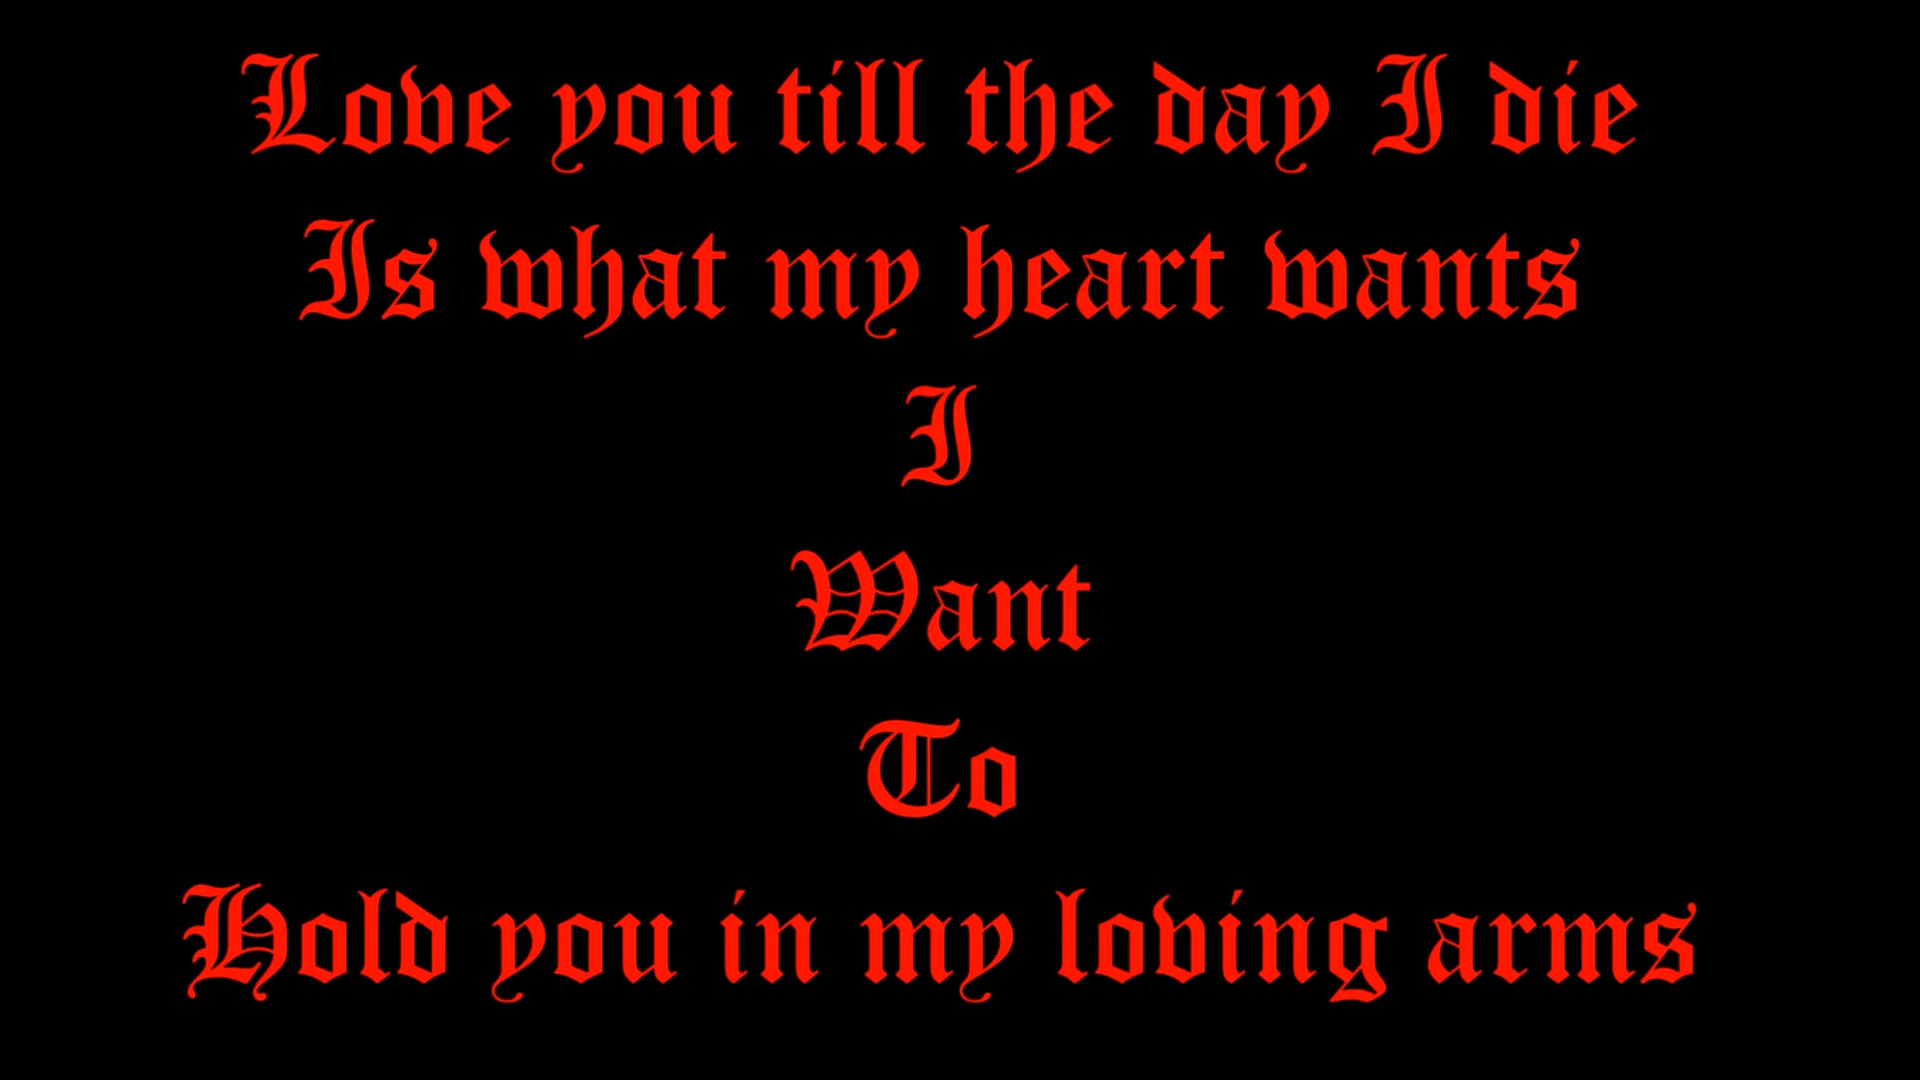 Love you till the day I die
Is what my heart wants
I
Want
To
Hold you in my loving arms